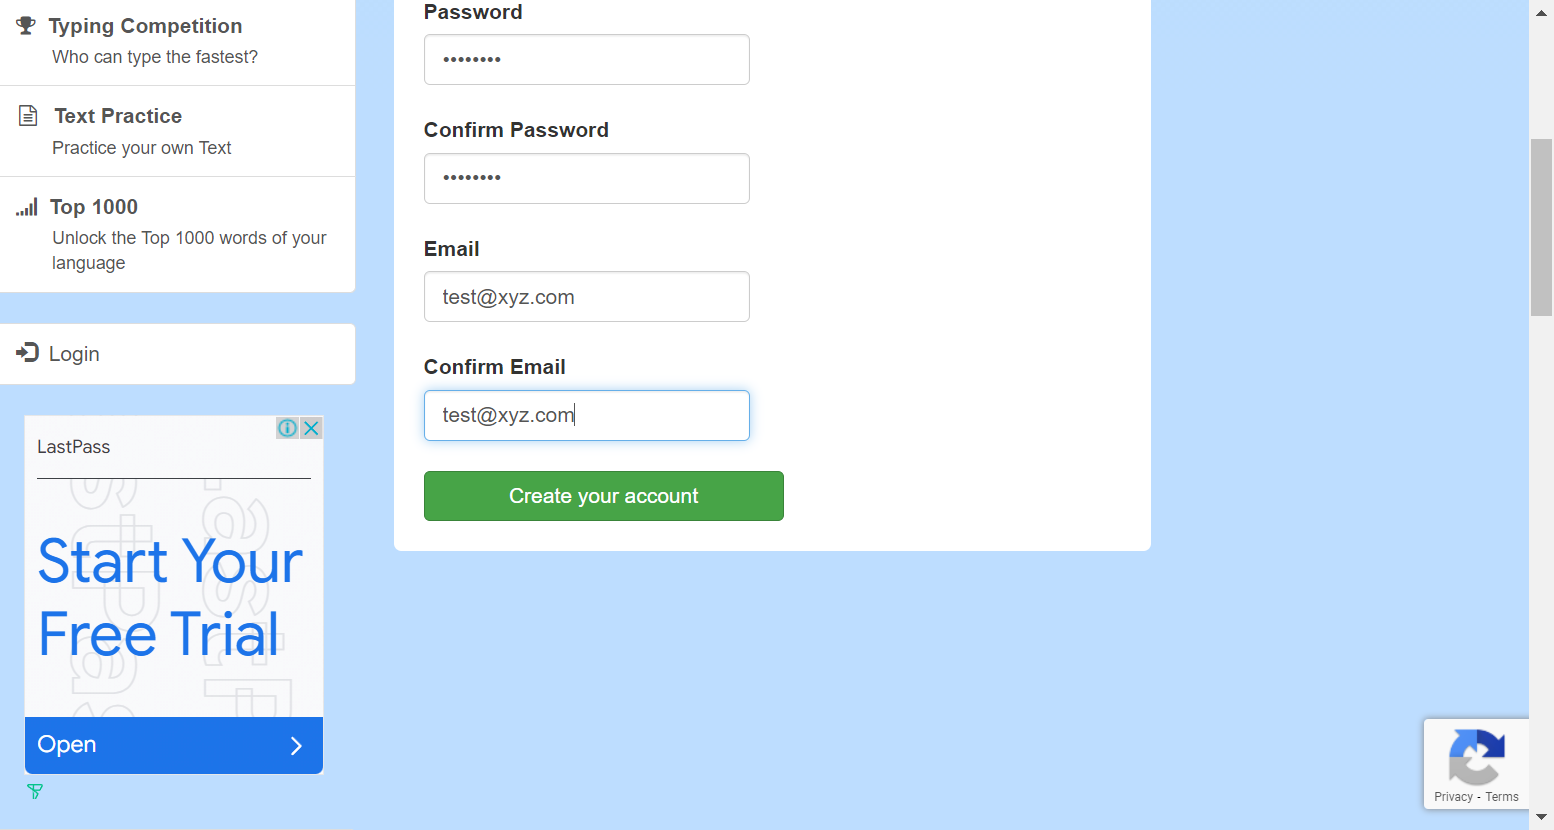 Typing Competition
Who can type the fastest?
Text Practice
Practice your own Text
Top 1000
Unlock the Top 1000 words of your
language
Login
LastPass
Start Your
Free Trial
Open
Password
••••••••
Confirm Password
••••••••
Email
test@xyz.com
Confirm Email
test@xyz.com
Create your account
Privacy - Terms